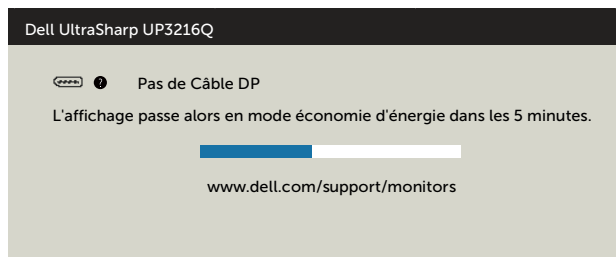 Dell UltraSharp UP3216Q
? Pas de Câble DP
L'affichage passe alors en mode économie d'énergie dans les 5 minutes.
www.dell.com/support/monitors